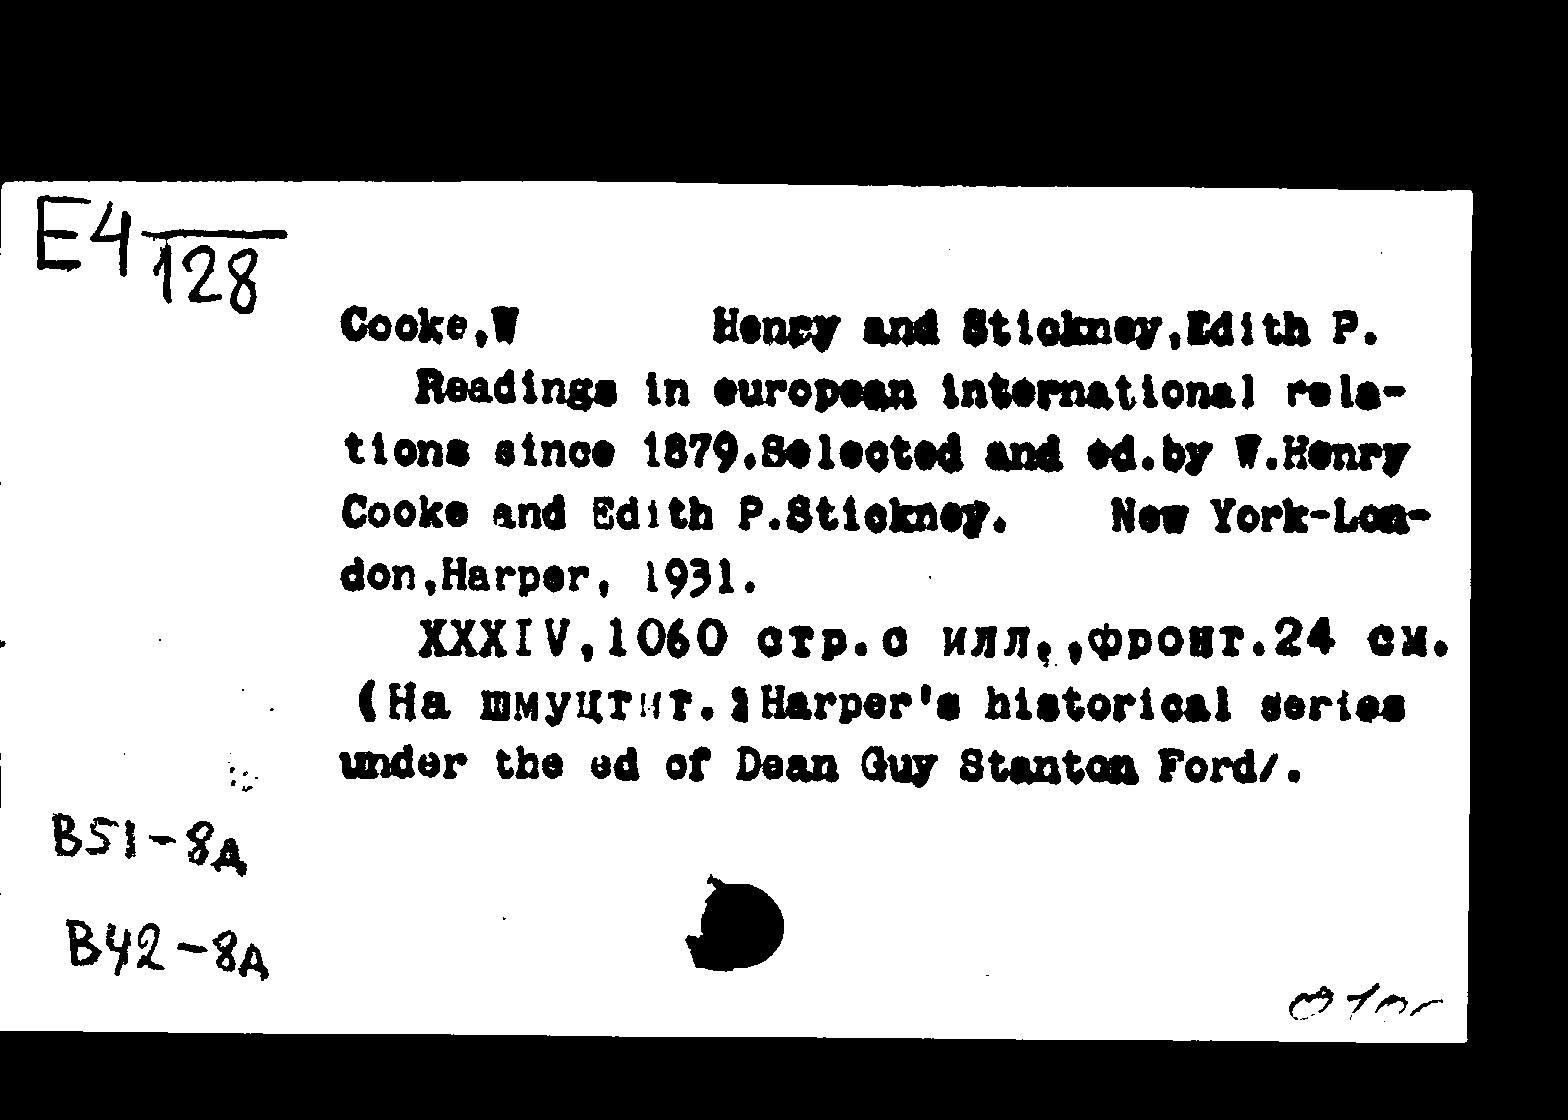 E4 128
Cooke,W Henry and Stickney,Edith P.
Readings in european international rela-
tions since 1879.Selected and ed.by W.Henry
Cooke and Edith P.Stickney. New York-Lon-
don,Harper, 1931.
XXXIV,1060 стр.с илл.,фронт.24 см.
(На шмуцтит.:Harper's historical series
under the ed of Dean Guy Stanton Ford/.
B51-8д
B42-8д